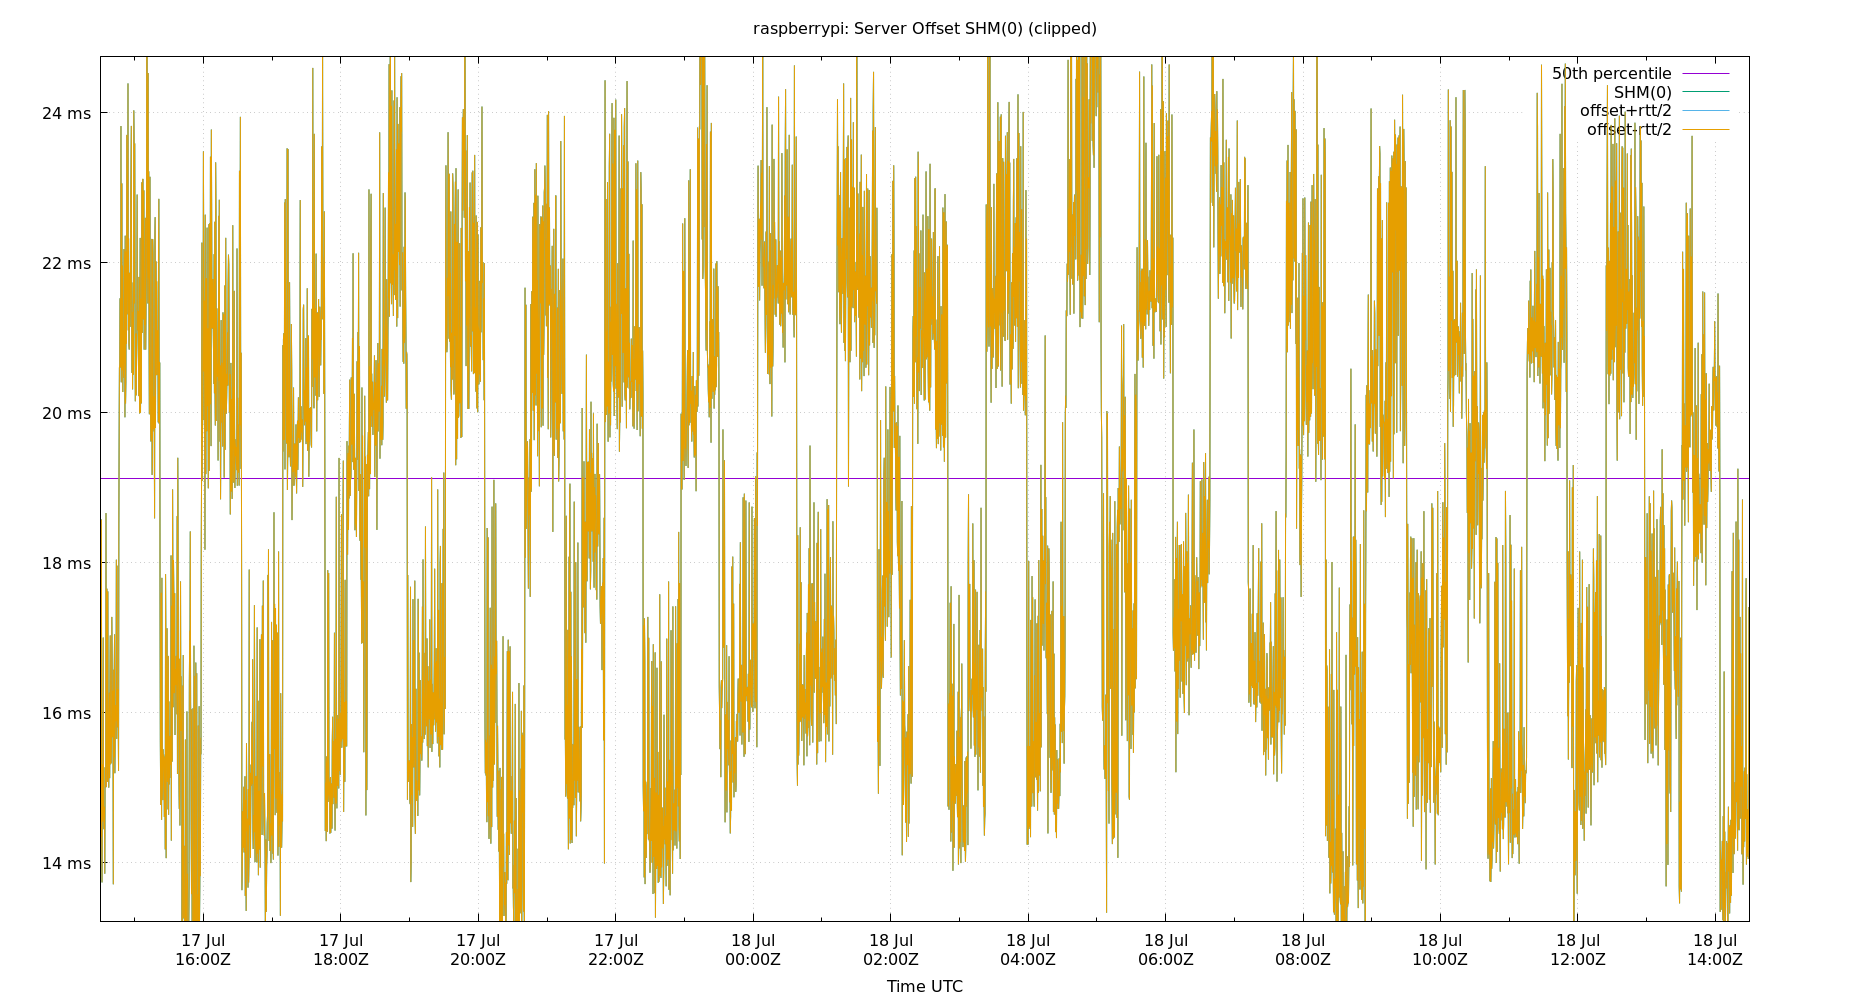 raspberrypi: Server Offset SHM(0) (clipped)
50th percentile
SHM(0)
offset+rtt/2
offset-rtt/2
24 ms
22 ms
20 ms
18 ms
16 ms
14 ms
17 Jul 17 Jul 17 Jul 17 Jul 18 Jul 18 Jul 18 Jul 18 Jul 18 Jul 18 Jul 18 Jul 18 Jul
16:00Z 18:00Z 20:00Z 22:00Z 00:00Z 02:00Z 04:00Z 06:00Z 08:00Z 10:00Z 12:00Z 14:00Z
Time UTC